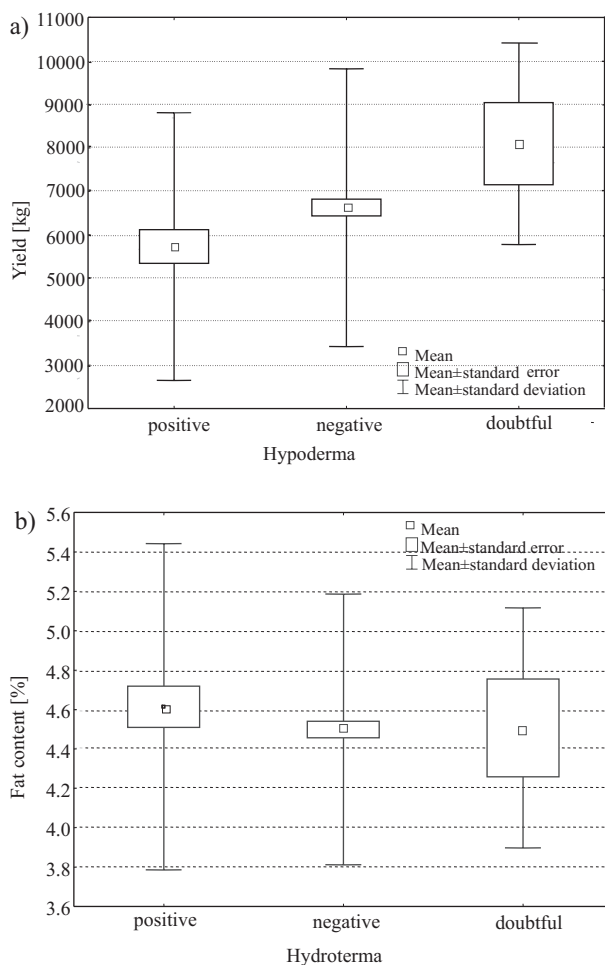 a)
11000
10000
9000
8000
7000
6000
5000
4000
3000
2000
Yield [kg]
Mean
Mean±standard error
Mean±standard deviation
positive negative doubtful
Hypoderma
b)
5.6
5.4
5.2
5.0
4.8
4.6
4.4
4.2
4.0
3.8
3.6
Fat content [%]
Mean
Mean±standard error
Mean±standard deviation
positive negative doubtful
Hydroterma